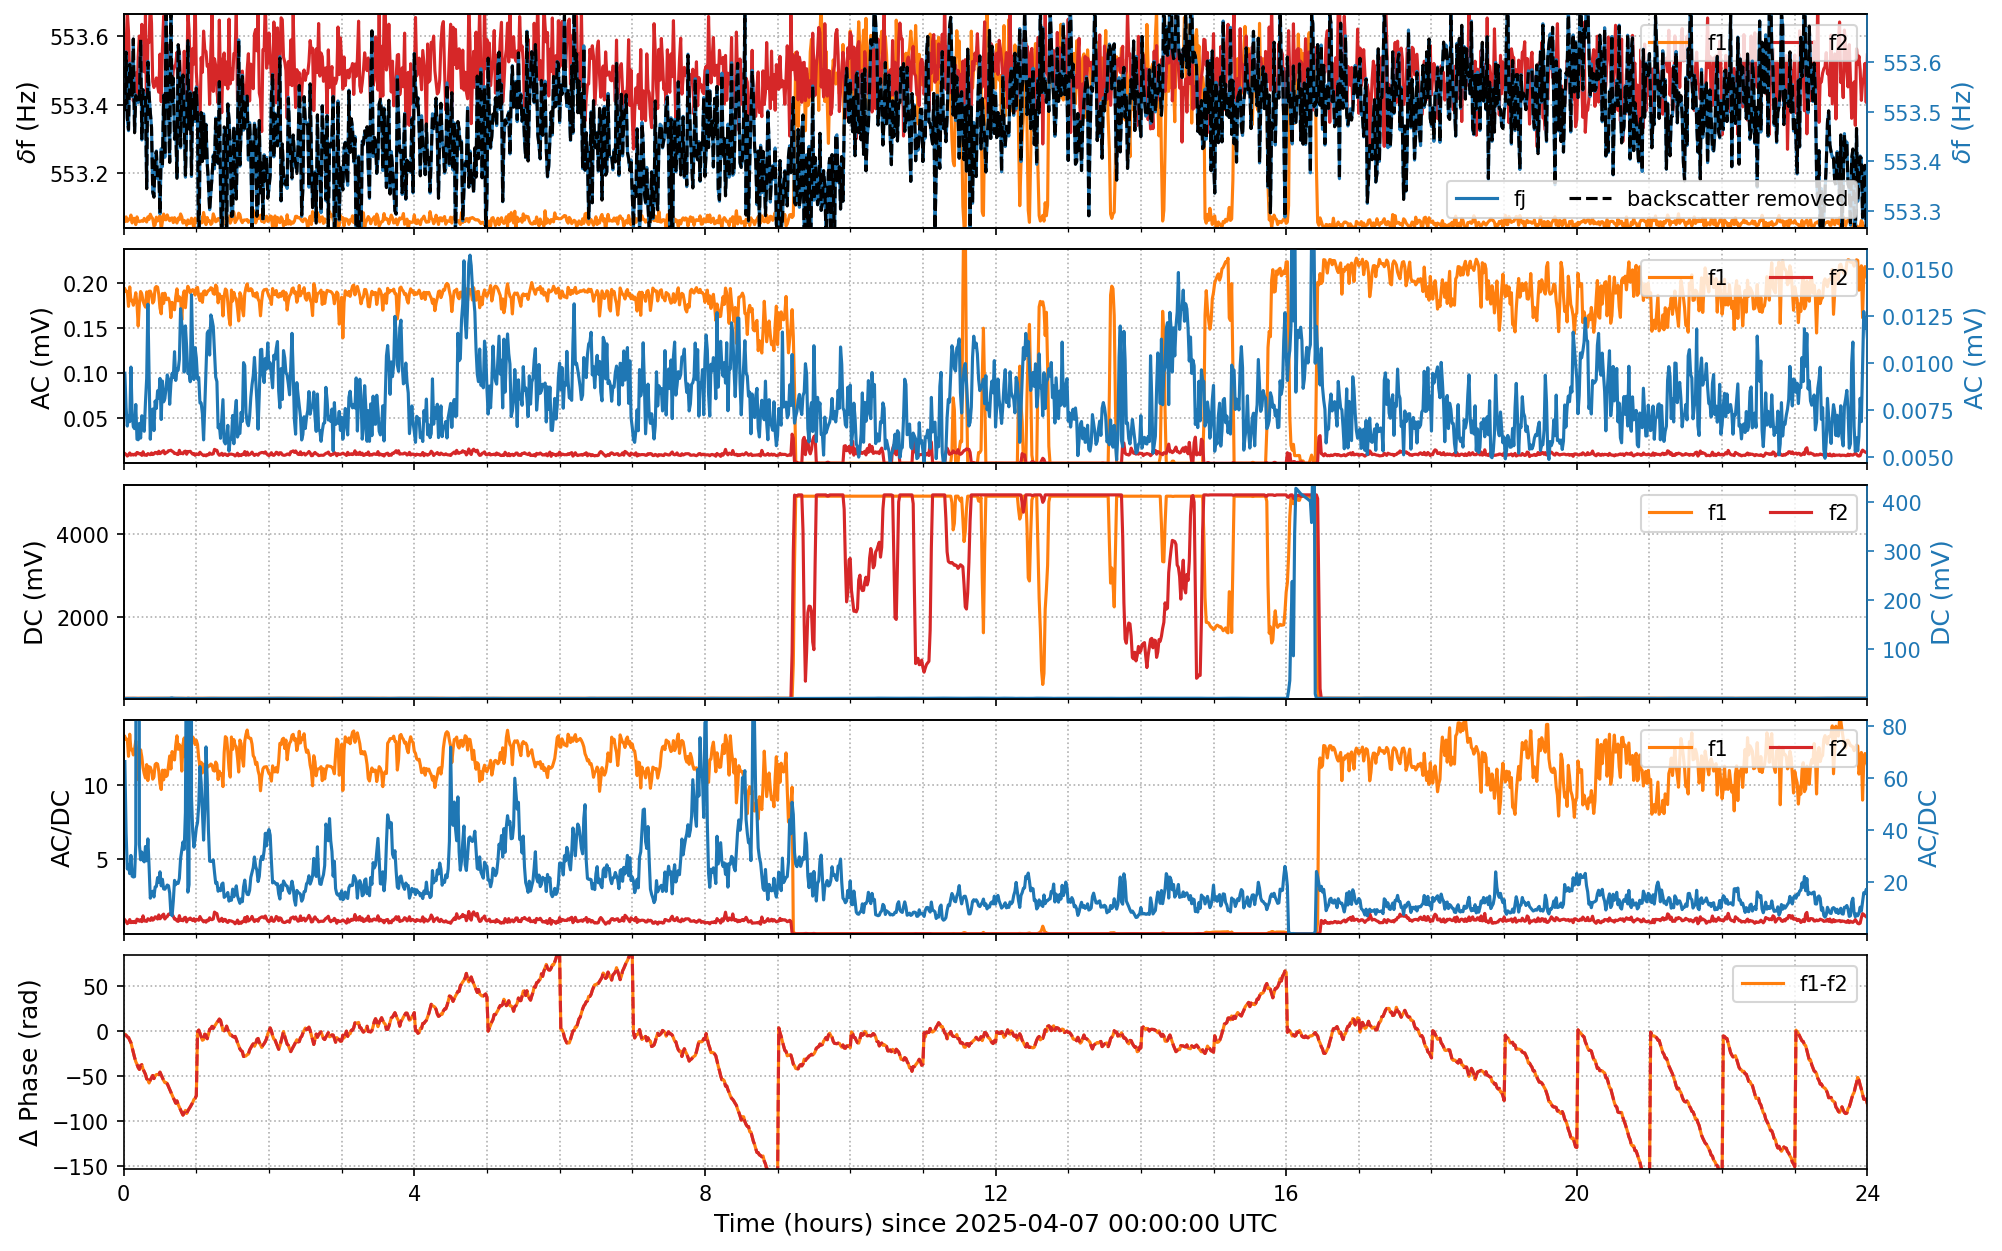 553.6
553.4
553.2
δf (Hz)
f1 f2
fj backscatter removed
553.6
553.5
553.4
553.3
δf (Hz)
0.20
0.15
0.10
0.05
AC (mV)
f1 f2
0.0150
0.0125
0.0100
0.0075
0.0050
AC (mV)
4000
2000
DC (mV)
f1 f2
400
300
200
100
DC (mV)
10
5
AC/DC
f1 f2
80
60
40
20
AC/DC
50
0
−50
−100
−150
Δ Phase (rad)
f1-f2
0 4 8 12 16 20 24
Time (hours) since 2025-04-07 00:00:00 UTC